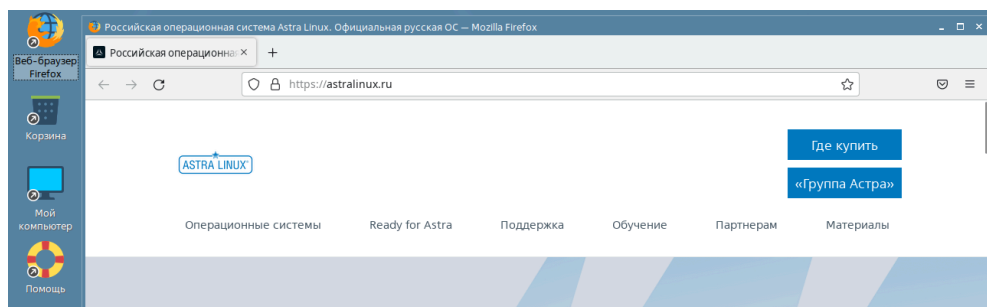 Российская операционная система Astra Linux. Официальная русская ОС — Mozilla Firefox
Российская операционна
https://astralinux.ru
Веб-браузер
Firefox
Корзина
Мой
компьютер
Помощь
ASTRA LINUX®
Где купить
«Группа Астра»
Операционные системы Ready for Astra Поддержка Обучение Партнерам Материалы